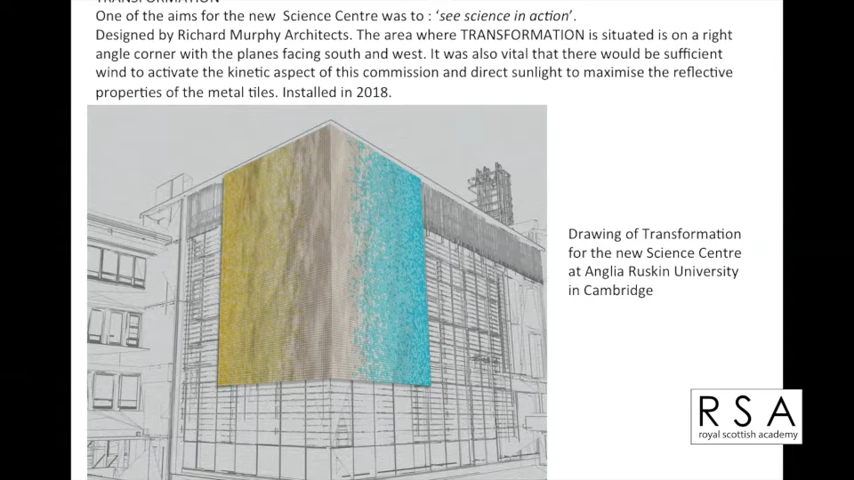 TRANSFORMATION
One of the aims for the new Science Centre was to : ‘see science in action’.
Designed by Richard Murphy Architects. The area where TRANSFORMATION is situated is on a right
angle corner with the planes facing south and west. It was also vital that there would be sufficient
wind to activate the kinetic aspect of this commission and direct sunlight to maximise the reflective
properties of the metal tiles. Installed in 2018.
Drawing of Transformation
for the new Science Centre
at Anglia Ruskin University
in Cambridge
RSA
royal scottish academy